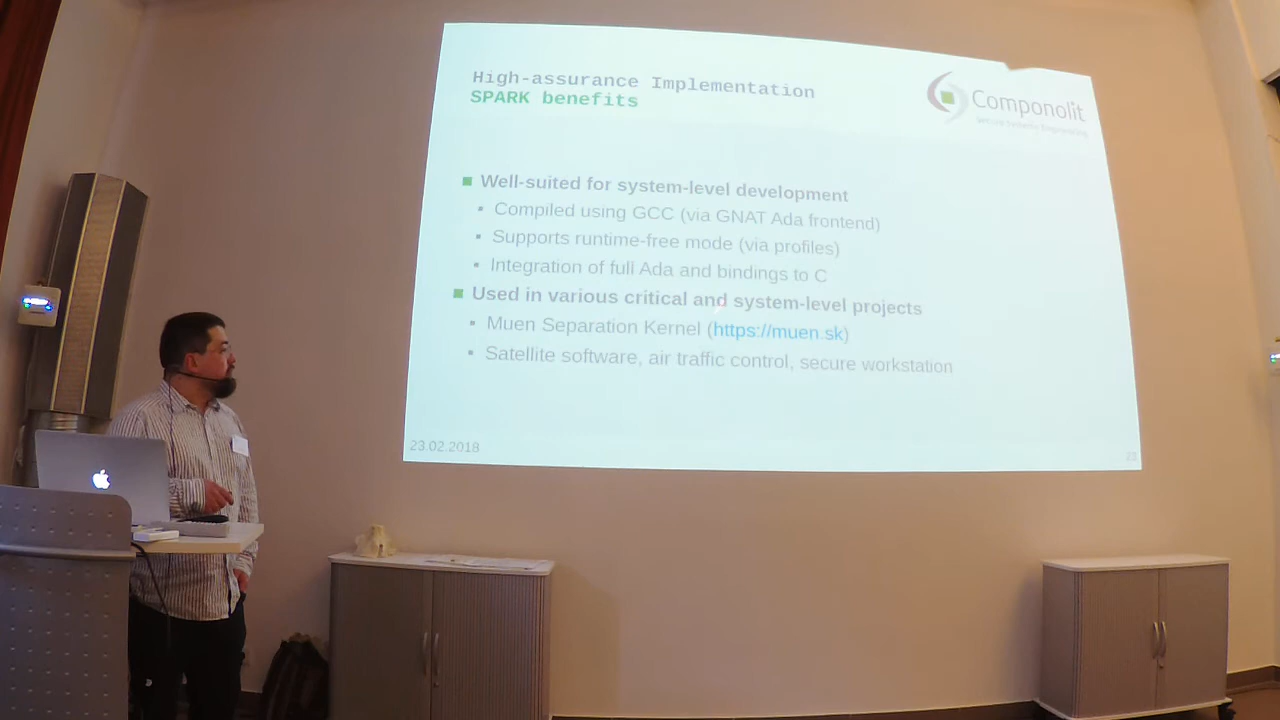 High-assurance Implementation
SPARK benefits
Componolit
Well-suited for system-level development
Compiled using GCC (via GNAT Ada frontend)
Supports runtime-free mode (via profiles)
Integration of full Ada and bindings to C
Used in various critical and system-level projects
Muen Separation Kernel (https://muen.sk)
Satellite software, air traffic control, secure workstation
23.02.2018